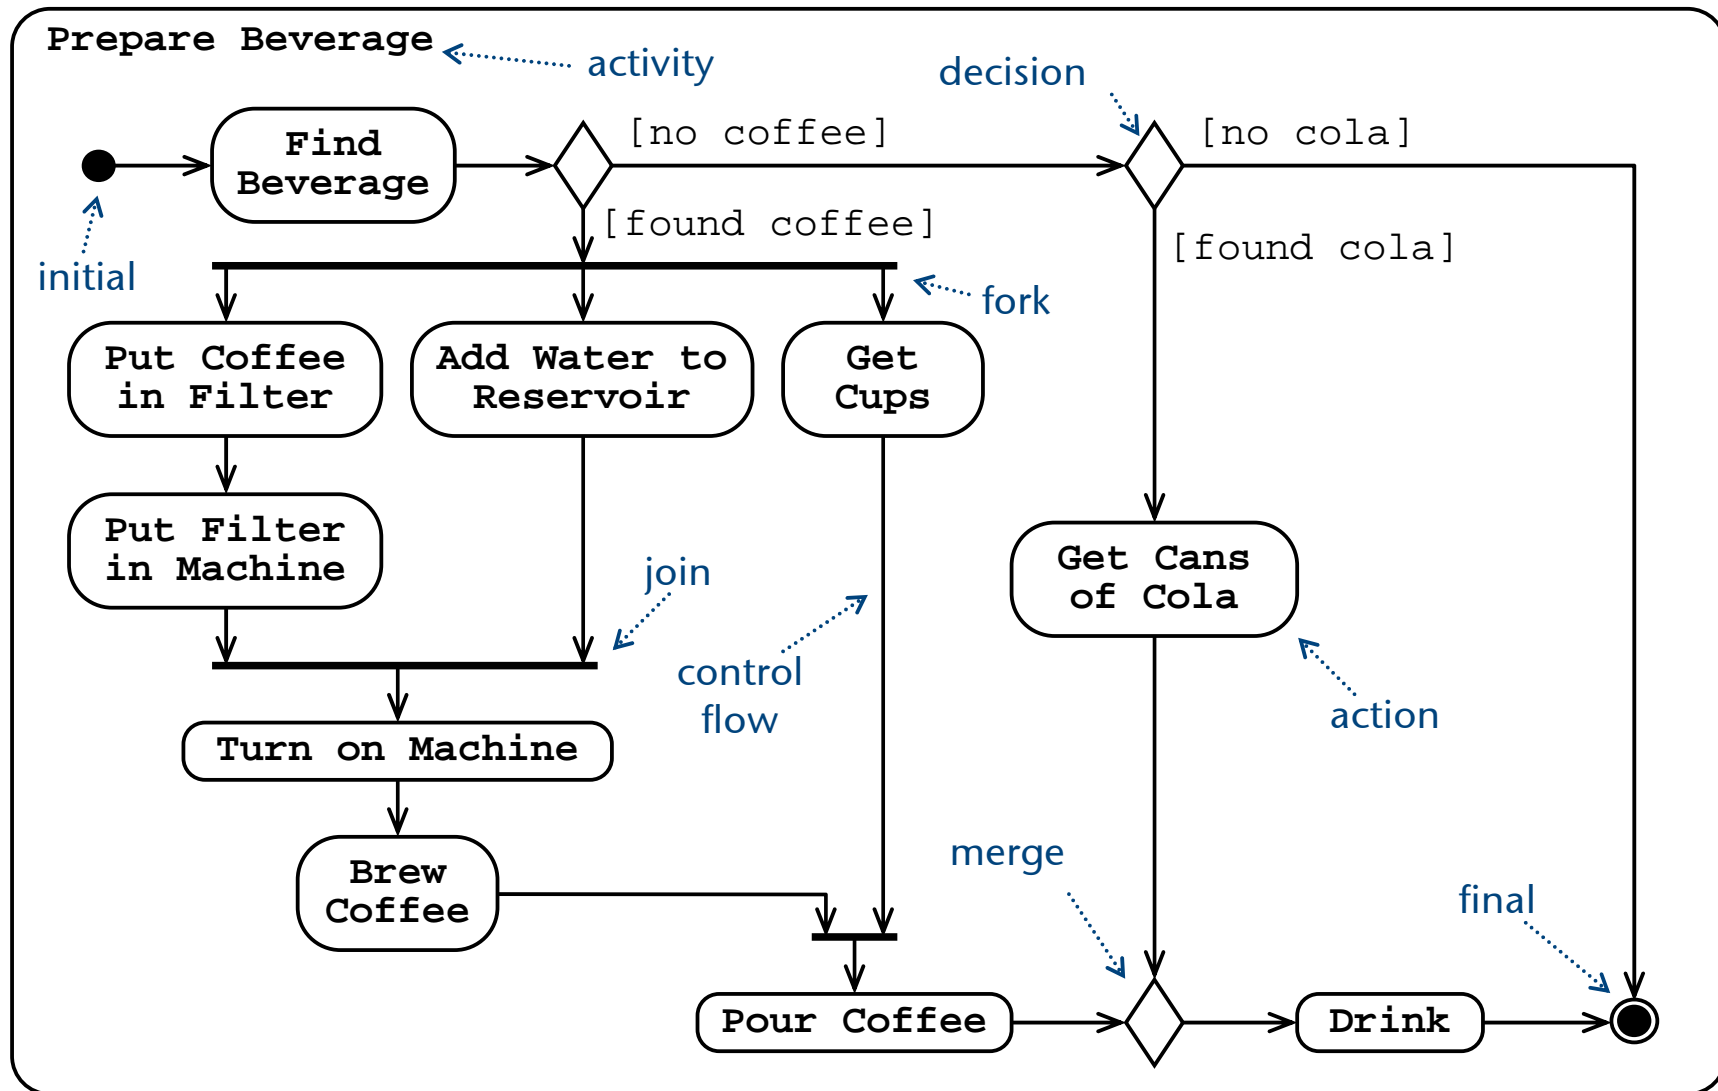 Prepare Beverage
activity
decision
[no coffee]
[no cola]
Find
Beverage
[found coffee]
[found cola]
initial
fork
Put Coffee
in Filter
Add Water to
Reservoir
Get
Cups
Put Filter
in Machine
Get Cans
of Cola
join
control
flow
action
Turn on Machine
Brew
Coffee
merge
final
Pour Coffee
Drink